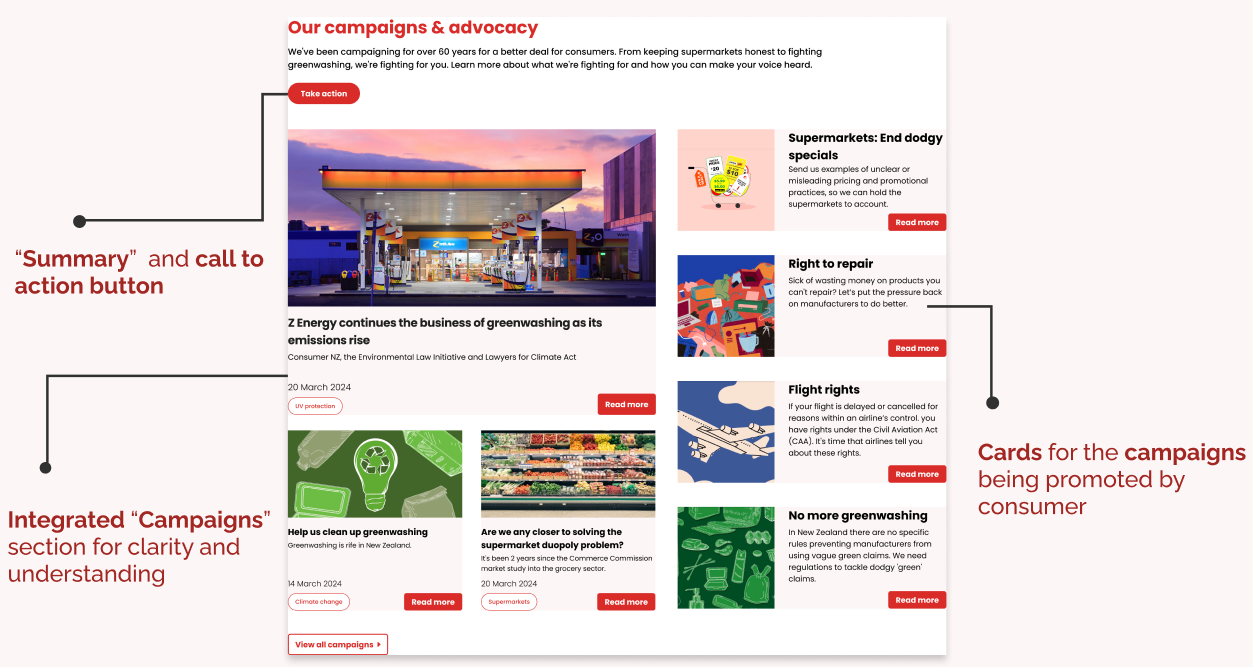 Our campaigns & advocacy
We've been campaigning for over 60 years for a better deal for consumers. From keeping supermarkets honest to fighting
greenwashing, we're fighting for you. Learn more about what we're fighting for and how you can make your voice heard.
Take action
“Summary” and call to
action button
Z Energy continues the business of greenwashing as its
emissions rise
Consumer NZ, the Environmental Law Initiative and Lawyers for Climate Act
20 March 2024
UV protection
Read more
Integrated “Campaigns”
section for clarity and
understanding
Help us clean up greenwashing
Greenwashing is rife in New Zealand.
14 March 2024
Climate change
Read more
Are we any closer to solving the
supermarket duopoly problem?
It's been 2 years since the Commerce Commission
market study into the grocery sector.
20 March 2024
Supermarkets
Read more
View all campaigns
Supermarkets: End dodgy
specials
Send us examples of unclear or
misleading pricing and promotional
practices, so we can hold the
supermarkets to account.
Read more
Right to repair
Sick of wasting money on products you
can't repair? Let's put the pressure back
on manufacturers to do better.
Read more
Flight rights
If your flight is delayed or cancelled for
reasons within an airline's control, you
have rights under the Civil Aviation Act
(CAA). It's time that airlines tell you
about these rights.
Read more
No more greenwashing
In New Zealand there are no specific
rules preventing manufacturers from
using vague green claims. We need
regulations to tackle dodgy 'green'
claims.
Read more
Cards for the campaigns
being promoted by
consumer